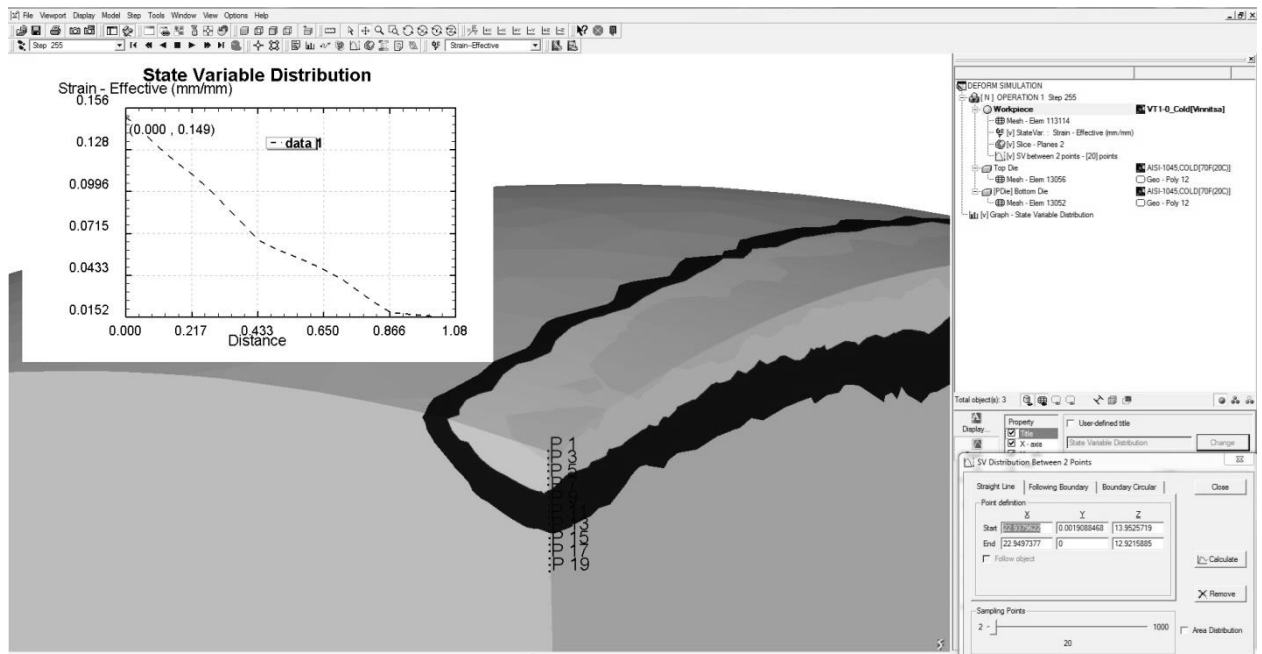 File Viewport Display Model Step Tools Window View Options Help
Step 255
Strain-Effective
State Variable Distribution
Strain - Effective (mm/mm)
0.156
(0.000 , 0.149)
data 1
0.128
0.0996
0.0715
0.0433
0.0152
0.000 0.217 0.433 0.650 0.866 1.08
Distance
P 1
P 3
P 13
P 15
P 17
P 19
DEFORM SIMULATION
[ N ] OPERATION 1 Step 255
Workpiece VT1-0_Cold[Vinnitsa]
Mesh - Elem 113114
[v] StateVar. : Strain - Effective (mm/mm)
[v] Slice - Planes 2
[v] SV between 2 points - [20] points
Top Die AISI-1045,COLD[70F(20C)]
Mesh - Elem 13056 Geo - Poly 12
[PDie] Bottom Die AISI-1045,COLD[70F(20C)]
Mesh - Elem 13052 Geo - Poly 12
[v] Graph - State Variable Distribution
Total object(s): 3
Display...
Property
Title
X - axis
User-defined title
State Variable Distribution
Change
SV Distribution Between 2 Points
Straight Line Following Boundary Boundary Circular
Close
Point definition
X Y Z
Start 0.0019088468 13.9525719
End 22.9497377 0 12.9215885
Follow object
Calculate
Remove
Sampling Points
2 - 1000
20
Area Distribution